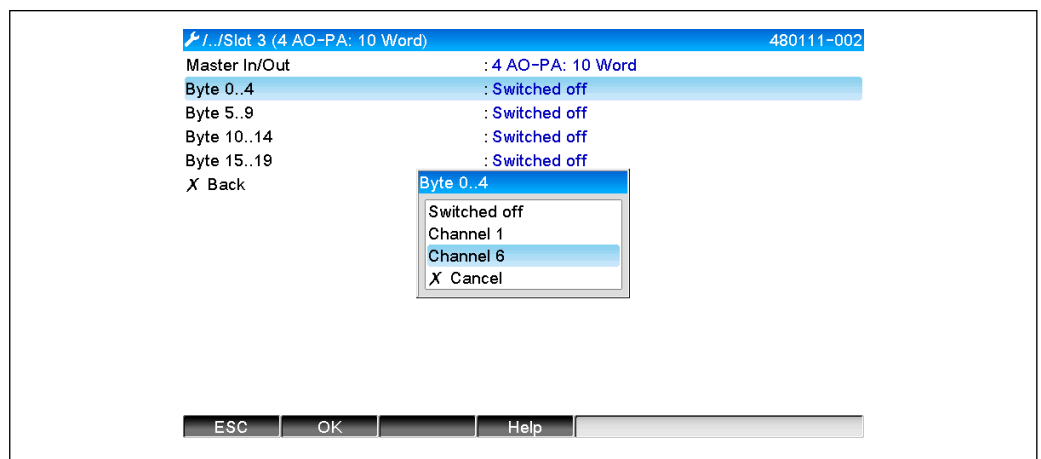 /../Slot 3 (4 AO-PA: 10 Word) 480111-002
Master In/Out : 4 AO-PA: 10 Word
Byte 0..4 : Switched off
Byte 5..9 : Switched off
Byte 10..14 : Switched off
Byte 15..19 : Switched off
X Back
Byte 0..4
Switched off
Channel 1
Channel 6
X Cancel
ESC OK Help